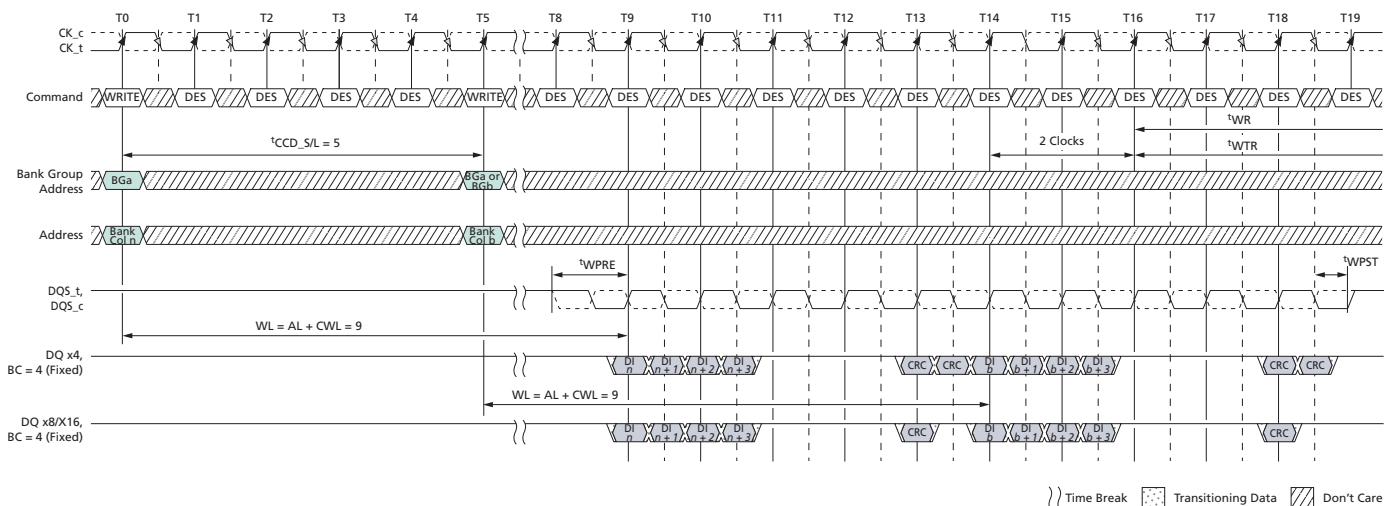 T0 T1 T2 T3 T4 T5 T8 T9 T10 T11 T12 T13 T14 T15 T16 T17 T18 T19
CK_c
CK_t
Command WRITE DES DES DES DES WRITE DES DES DES DES DES DES DES DES DES DES DES DES
tWR
tCCD_S/L = 5 2 Clocks tWTR
Bank Group
Address
BGa
BGa or
BGb
Address
Bank
Col n
Bank
Col b
tWPRE tWPST
DQS_t,
DQS_c
WL = AL + CWL = 9
DQ x4,
BC = 4 (Fixed)
DI
n
DI
n + 1
DI
n + 2
DI
n + 3
CRC CRC
DI
b
DI
b + 1
DI
b + 2
DI
b + 3
CRC CRC
WL = AL + CWL = 9
DQ x8/X16,
BC = 4 (Fixed)
DI
n
DI
n + 1
DI
n + 2
DI
n + 3
CRC
DI
b
DI
b + 1
DI
b + 2
DI
b + 3
CRC
Time Break Transitioning Data Don't Care